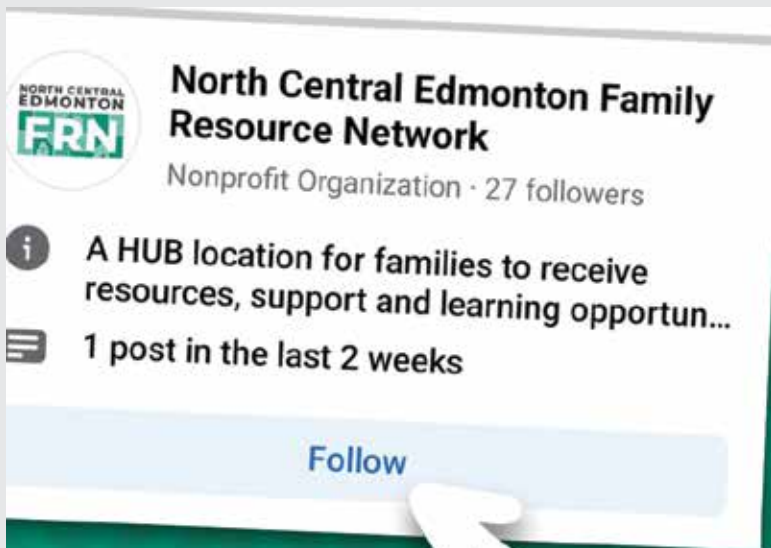 NORTH CENTRAL
EDMONTON
FRN
North Central Edmonton Family
Resource Network
Nonprofit Organization · 27 followers
A HUB location for families to receive
resources, support and learning opportun...
1 post in the last 2 weeks
Follow